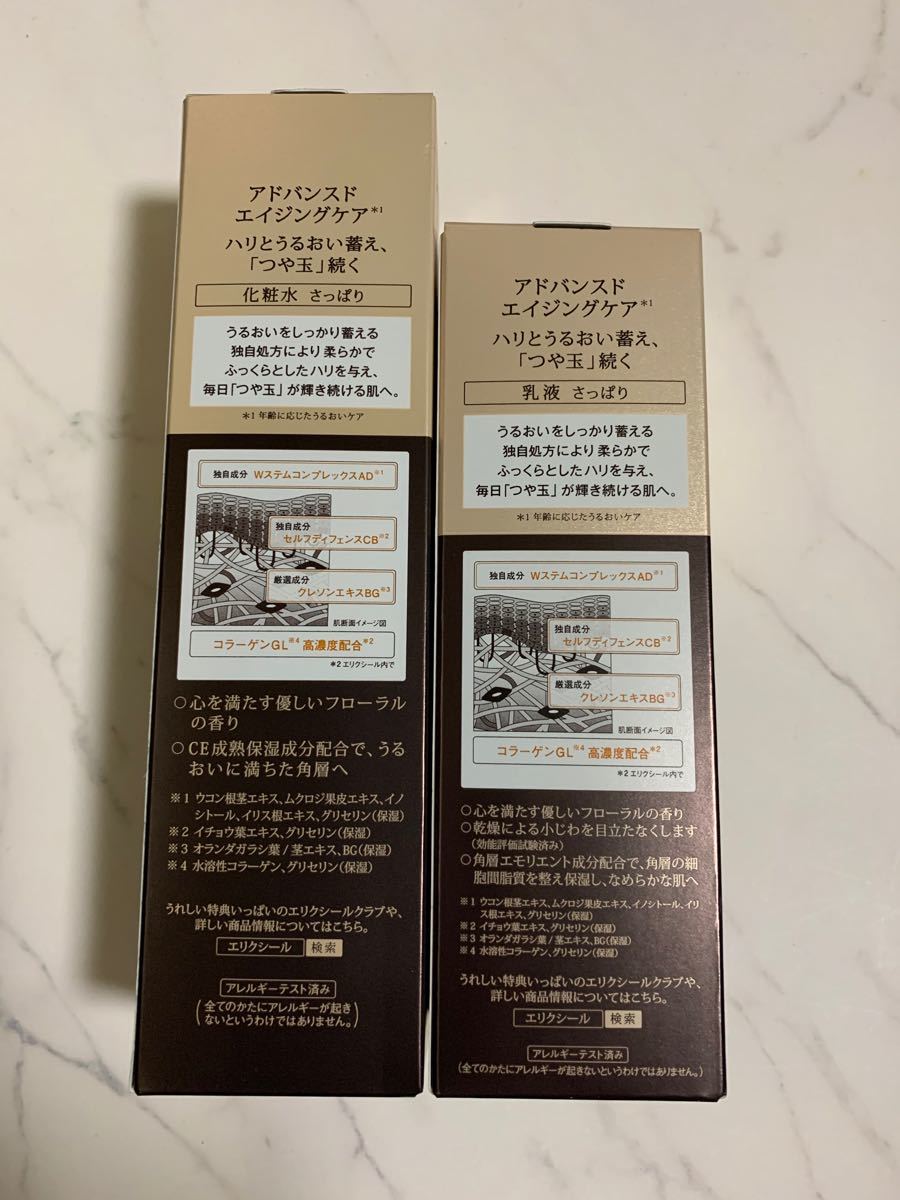 アドバンスド
エイジングケア*1
ハリとうるおい蓄え、
「つや玉」続く
化粧水 さっぱり
うるおいをしっかり蓄える
独自処方により柔らかで
ふっくらとしたハリを与え、
毎日「つや玉」が輝き続ける肌へ。
*1 年齢に応じたうるおいケア
独自成分 WステムコンプレックスAD※1
独自成分
セルフディフェンスCB※2
厳選成分
クレソンエキスBG※3
肌断面イメージ図
コラーゲンGL※4 高濃度配合*2
*2 エリクシール内で
○心を満たす優しいフローラル
の香り
○CE成熟保湿成分配合で、うる
おいに満ちた角層へ
※1 ウコン根茎エキス、ムクロジ果皮エキス、イノ
シトール、イリス根エキス、グリセリン（保湿）
※2 イチョウ葉エキス、グリセリン（保湿）
※3 オランダガラシ葉/茎エキス、BG（保湿）
※4 水溶性コラーゲン、グリセリン（保湿）
うれしい特典いっぱいのエリクシールクラブや、
詳しい商品情報についてはこちら。
エリクシール 検索
アレルギーテスト済み
（全てのかたにアレルギーが起き
ないというわけではありません。）
アドバンスド
エイジングケア*1
ハリとうるおい蓄え、
「つや玉」続く
乳液 さっぱり
うるおいをしっかり蓄える
独自処方により柔らかで
ふっくらとしたハリを与え、
毎日「つや玉」が輝き続ける肌へ。
*1 年齢に応じたうるおいケア
独自成分 WステムコンプレックスAD※1
独自成分
セルフディフェンスCB※2
厳選成分
クレソンエキスBG※3
肌断面イメージ図
コラーゲンGL※4 高濃度配合*2
*2 エリクシール内で
○心を満たす優しいフローラルの香り
○乾燥による小じわを目立たなくします
（効能評価試験済み）
○角層エモリエント成分配合で、角層の細
胞間脂質を整え保湿し、なめらかな肌へ
※1 ウコン根茎エキス、ムクロジ果皮エキス、イノシトール、イリ
ス根エキス、グリセリン（保湿）
※2 イチョウ葉エキス、グリセリン（保湿）
※3 オランダガラシ葉/茎エキス、BG（保湿）
※4 水溶性コラーゲン、グリセリン（保湿）
うれしい特典いっぱいのエリクシールクラブや、
詳しい商品情報についてはこちら。
エリクシール 検索
アレルギーテスト済み
（全てのかたにアレルギーが起きないというわけではありません。）